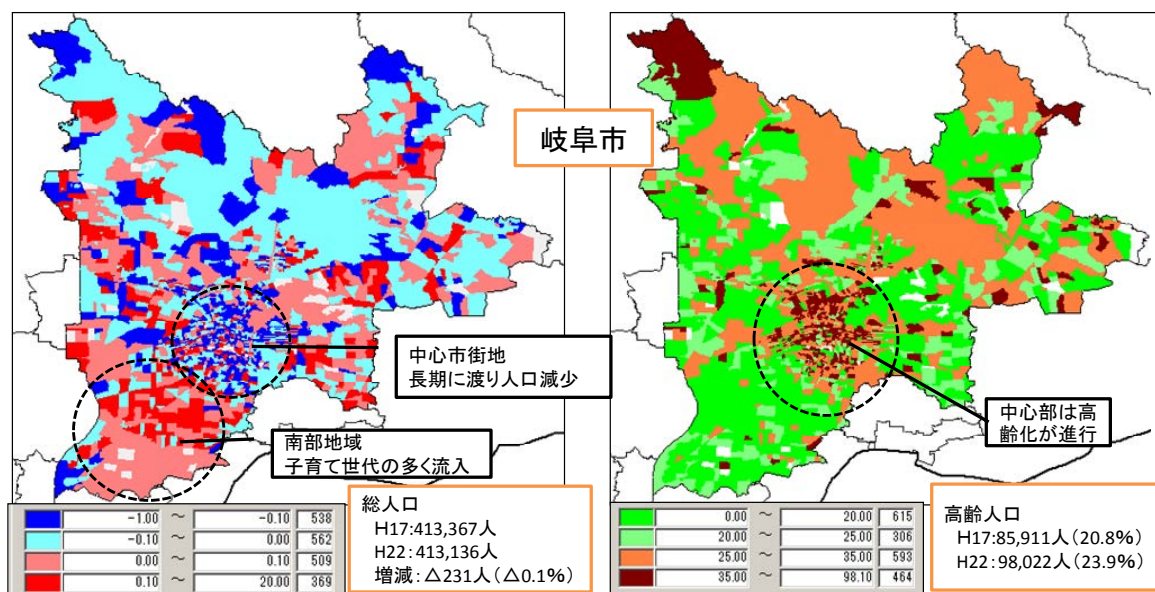 岐阜市
中心市街地
長期に渡り人口減少
南部地域
子育て世代の多く流入
-1.00 ～ -0.10 538
-0.10 ～ 0.00 562
0.00 ～ 0.10 509
0.10 ～ 20.00 369
総人口
H17:413,367人
H22:413,136人
増減:△231人(△0.1%)
中心部は高
齢化が進行
0.00 ～ 20.00 615
20.00 ～ 25.00 306
25.00 ～ 35.00 593
35.00 ～ 98.10 464
高齢人口
H17:85,911人(20.8%)
H22:98,022人(23.9%)